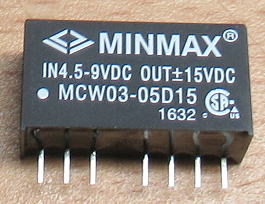 MINMAX®
IN4.5-9VDC OUT±15VDC
MCW03-05D15
1632